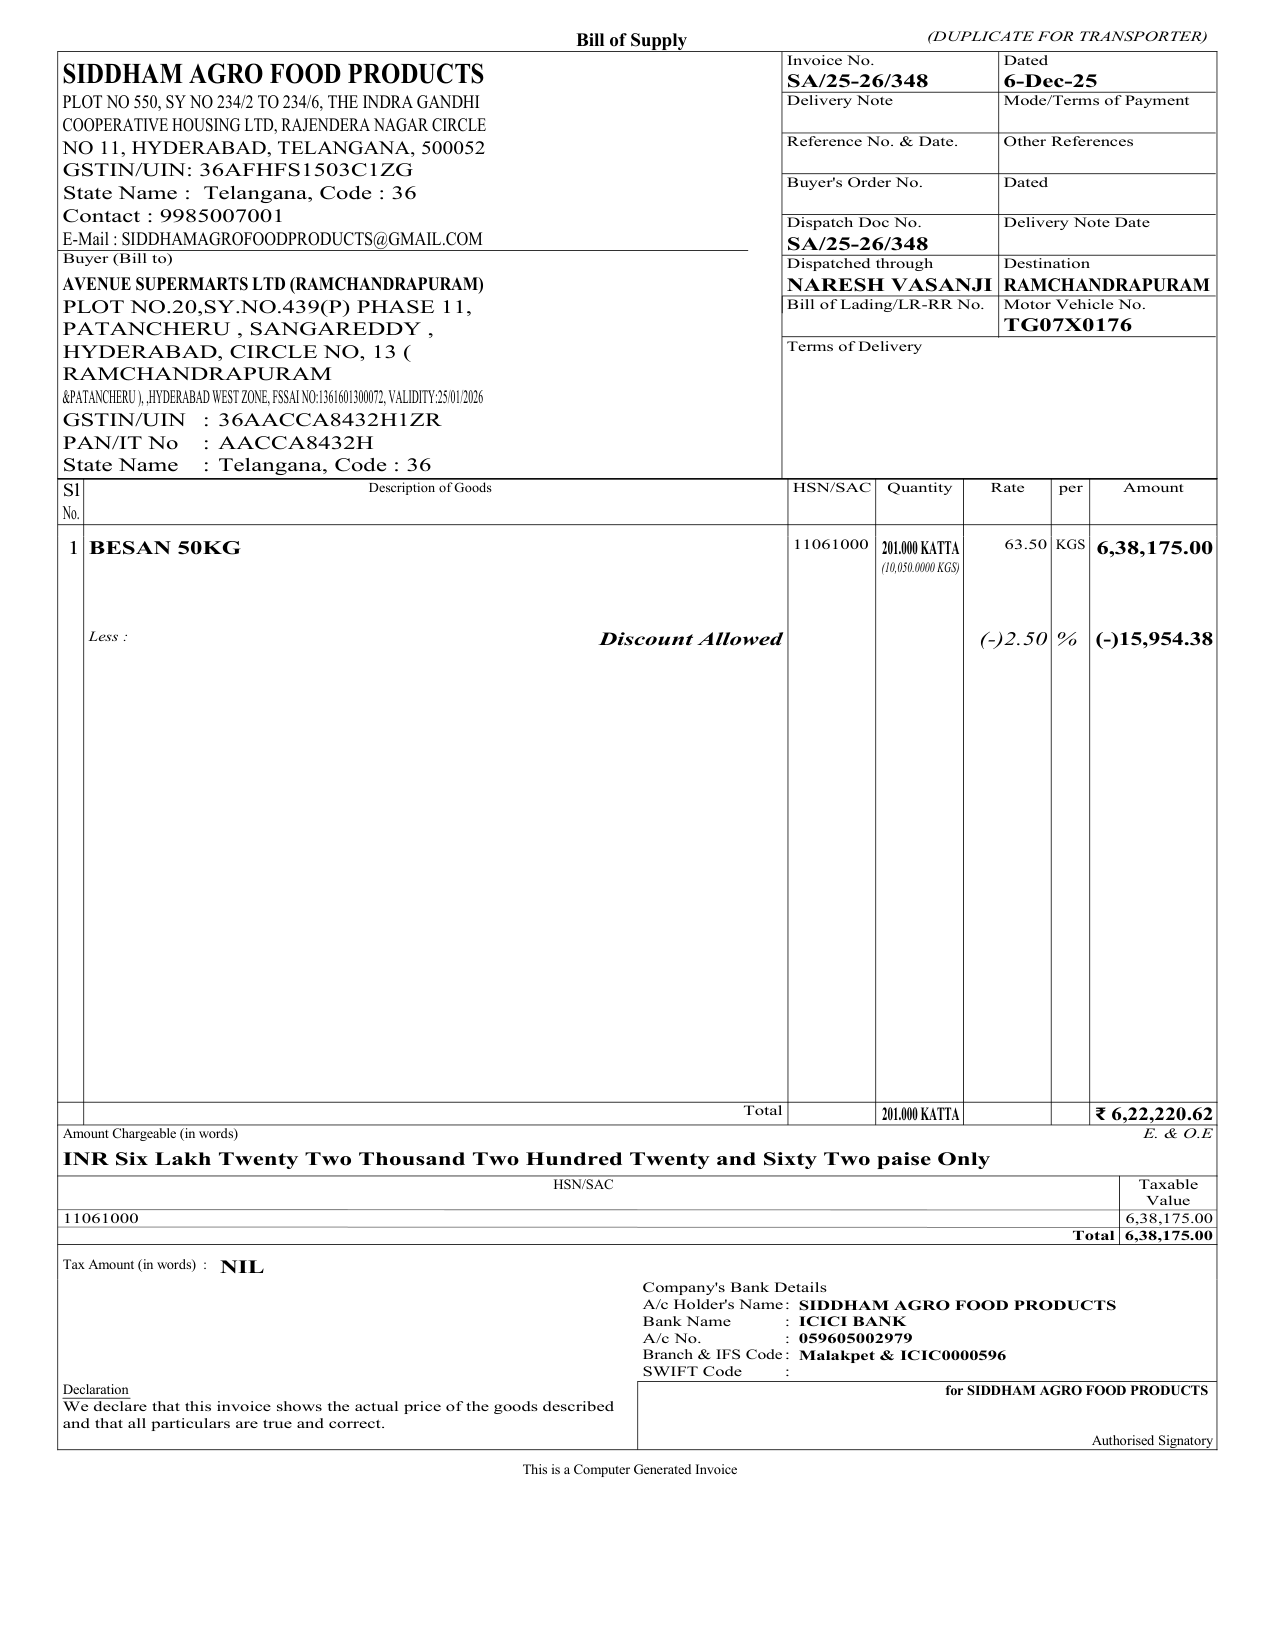 Bill of Supply
(DUPLICATE FOR TRANSPORTER)
SIDDHAM AGRO FOOD PRODUCTS
PLOT NO 550, SY NO 234/2 TO 234/6, THE INDRA GANDHI
COOPERATIVE HOUSING LTD, RAJENDERA NAGAR CIRCLE
NO 11, HYDERABAD, TELANGANA, 500052
GSTIN/UIN: 36AFHFS1503C1ZG
State Name : Telangana, Code : 36
Contact : 9985007001
E-Mail : SIDDHAMAGROFOODPRODUCTS@GMAIL.COM
Buyer (Bill to)
AVENUE SUPERMARTS LTD (RAMCHANDRAPURAM)
PLOT NO.20,SY.NO.439(P) PHASE 11,
PATANCHERU , SANGAREDDY ,
HYDERABAD, CIRCLE NO, 13 (
RAMCHANDRAPURAM
&PATANCHERU ), ,HYDERABAD WEST ZONE, FSSAI NO:1361601300072, VALIDITY:25/01/2026
GSTIN/UIN : 36AACCA8432H1ZR
PAN/IT No : AACCA8432H
State Name : Telangana, Code : 36
Invoice No. Dated
SA/25-26/348 6-Dec-25
Delivery Note Mode/Terms of Payment
Reference No. & Date. Other References
Buyer's Order No. Dated
Dispatch Doc No. Delivery Note Date
SA/25-26/348
Dispatched through Destination
NARESH VASANJI RAMCHANDRAPURAM
Bill of Lading/LR-RR No. Motor Vehicle No.
TG07X0176
Terms of Delivery
Sl Description of Goods HSN/SAC Quantity Rate per Amount
No.
1 BESAN 50KG 11061000 201.000 KATTA 63.50 KGS 6,38,175.00
(10,050.0000 KGS)
Less : Discount Allowed (-)2.50 % (-)15,954.38
Total 201.000 KATTA ₹ 6,22,220.62
Amount Chargeable (in words) E. & O.E
INR Six Lakh Twenty Two Thousand Two Hundred Twenty and Sixty Two paise Only
HSN/SAC Taxable
Value
11061000 6,38,175.00
Total 6,38,175.00
Tax Amount (in words) : NIL
Company's Bank Details
A/c Holder's Name : SIDDHAM AGRO FOOD PRODUCTS
Bank Name : ICICI BANK
A/c No. : 059605002979
Branch & IFS Code : Malakpet & ICIC0000596
SWIFT Code :
Declaration
We declare that this invoice shows the actual price of the goods described
and that all particulars are true and correct.
for SIDDHAM AGRO FOOD PRODUCTS
Authorised Signatory
This is a Computer Generated Invoice